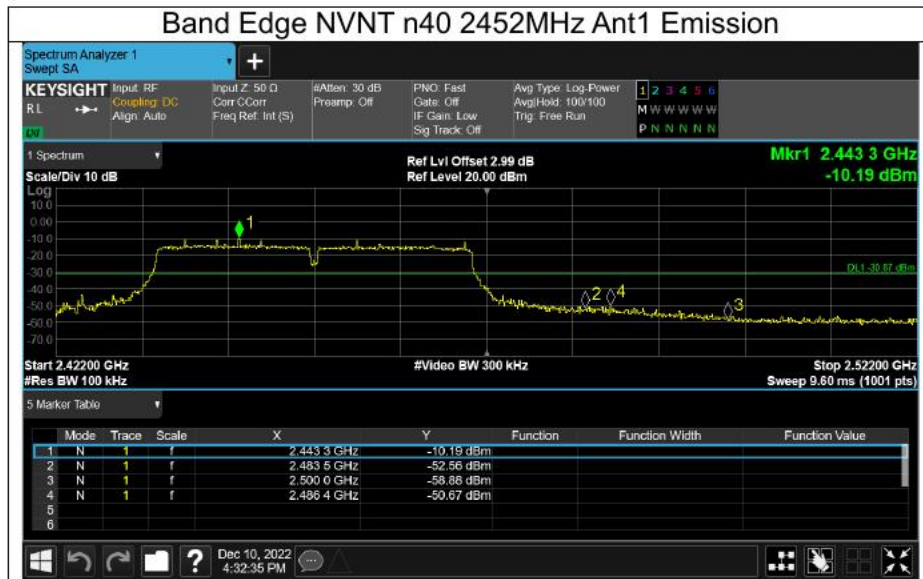 Band Edge NVNT n40 2452MHz Ant1 Emission
Spectrum Analyzer 1
Swept SA
+
KEYSIGHT Input: RF Input Z: 50 Ω #Atten: 30 dB PNO: Fast Avg Type: Log-Power 1 2 3 4 5 6
RL Coupling: DC Corr CCorr Preamp: Off Gate: Off Avg|Hold: 100/100 M W W W W W
Align: Auto Freq Ref: Int (S) IF Gain: Low Trig: Free Run
Sig Track: Off P N N N N N
LXI
1 Spectrum Ref Lvl Offset 2.99 dB Mkr1 2.443 3 GHz
Scale/Div 10 dB Ref Level 20.00 dBm -10.19 dBm
Log
10.0
0.00
1
-10.0
-20.0
-30.0
DL1 -30.87 dBm
-40.0
-50.0
2 4 3
-60.0
-70.0
Start 2.42200 GHz #Video BW 300 kHz Stop 2.52200 GHz
#Res BW 100 kHz Sweep 9.60 ms (1001 pts)
5 Marker Table
Mode Trace Scale X Y Function Function Width Function Value
1 N 1 f 2.443 3 GHz -10.19 dBm
2 N 1 f 2.483 5 GHz -52.56 dBm
3 N 1 f 2.500 0 GHz -58.88 dBm
4 N 1 f 2.486 4 GHz -50.67 dBm
5
6
? Dec 10, 2022
4:32:35 PM